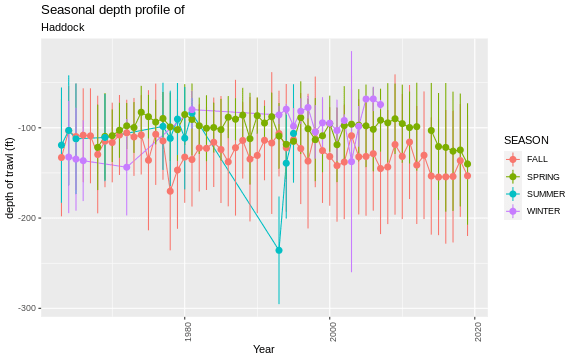 Seasonal depth profile of
Haddock
depth of trawl (ft)
-100
-200
-300
1980
2000
2020
Year
SEASON
FALL
SPRING
SUMMER
WINTER